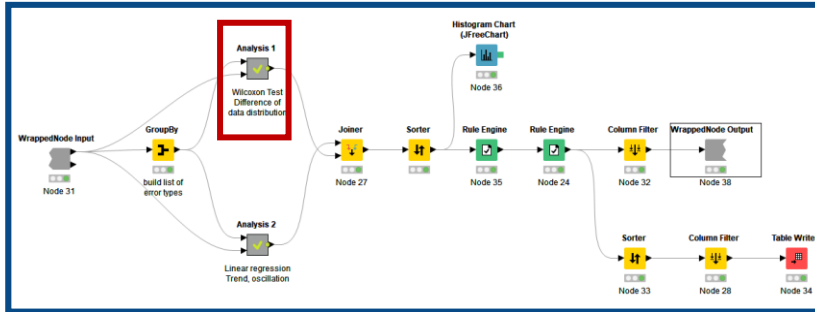 Histogram Chart
(JFreeChart)
Node 36
Analysis 1
Wilcoxon Test
Difference of
data distribution
WrappedNode Input
Node 31
GroupBy
build list of
error types
Joiner
Node 27
Sorter
Rule Engine
Node 35
Rule Engine
Node 24
Column Filter
Node 32
WrappedNode Output
Node 38
Analysis 2
Linear regression
Trend, oscillation
Sorter
Node 33
Column Filter
Node 28
Table Writer
Node 34